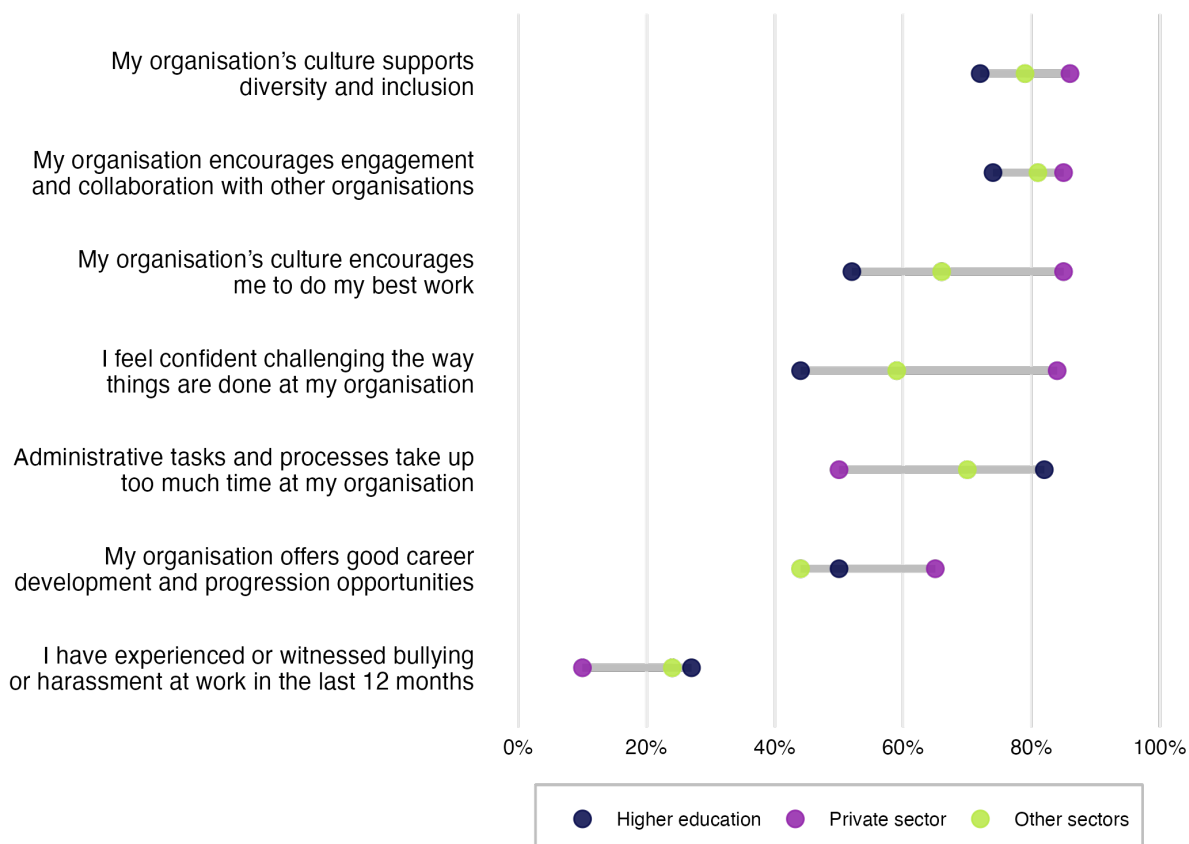 My organisation’s culture supports
diversity and inclusion
My organisation encourages engagement
and collaboration with other organisations
My organisation’s culture encourages
me to do my best work
I feel confident challenging the way
things are done at my organisation
Administrative tasks and processes take up
too much time at my organisation
My organisation offers good career
development and progression opportunities
I have experienced or witnessed bullying
or harassment at work in the last 12 months
0% 20% 40% 60% 80% 100%
Higher education Private sector Other sectors